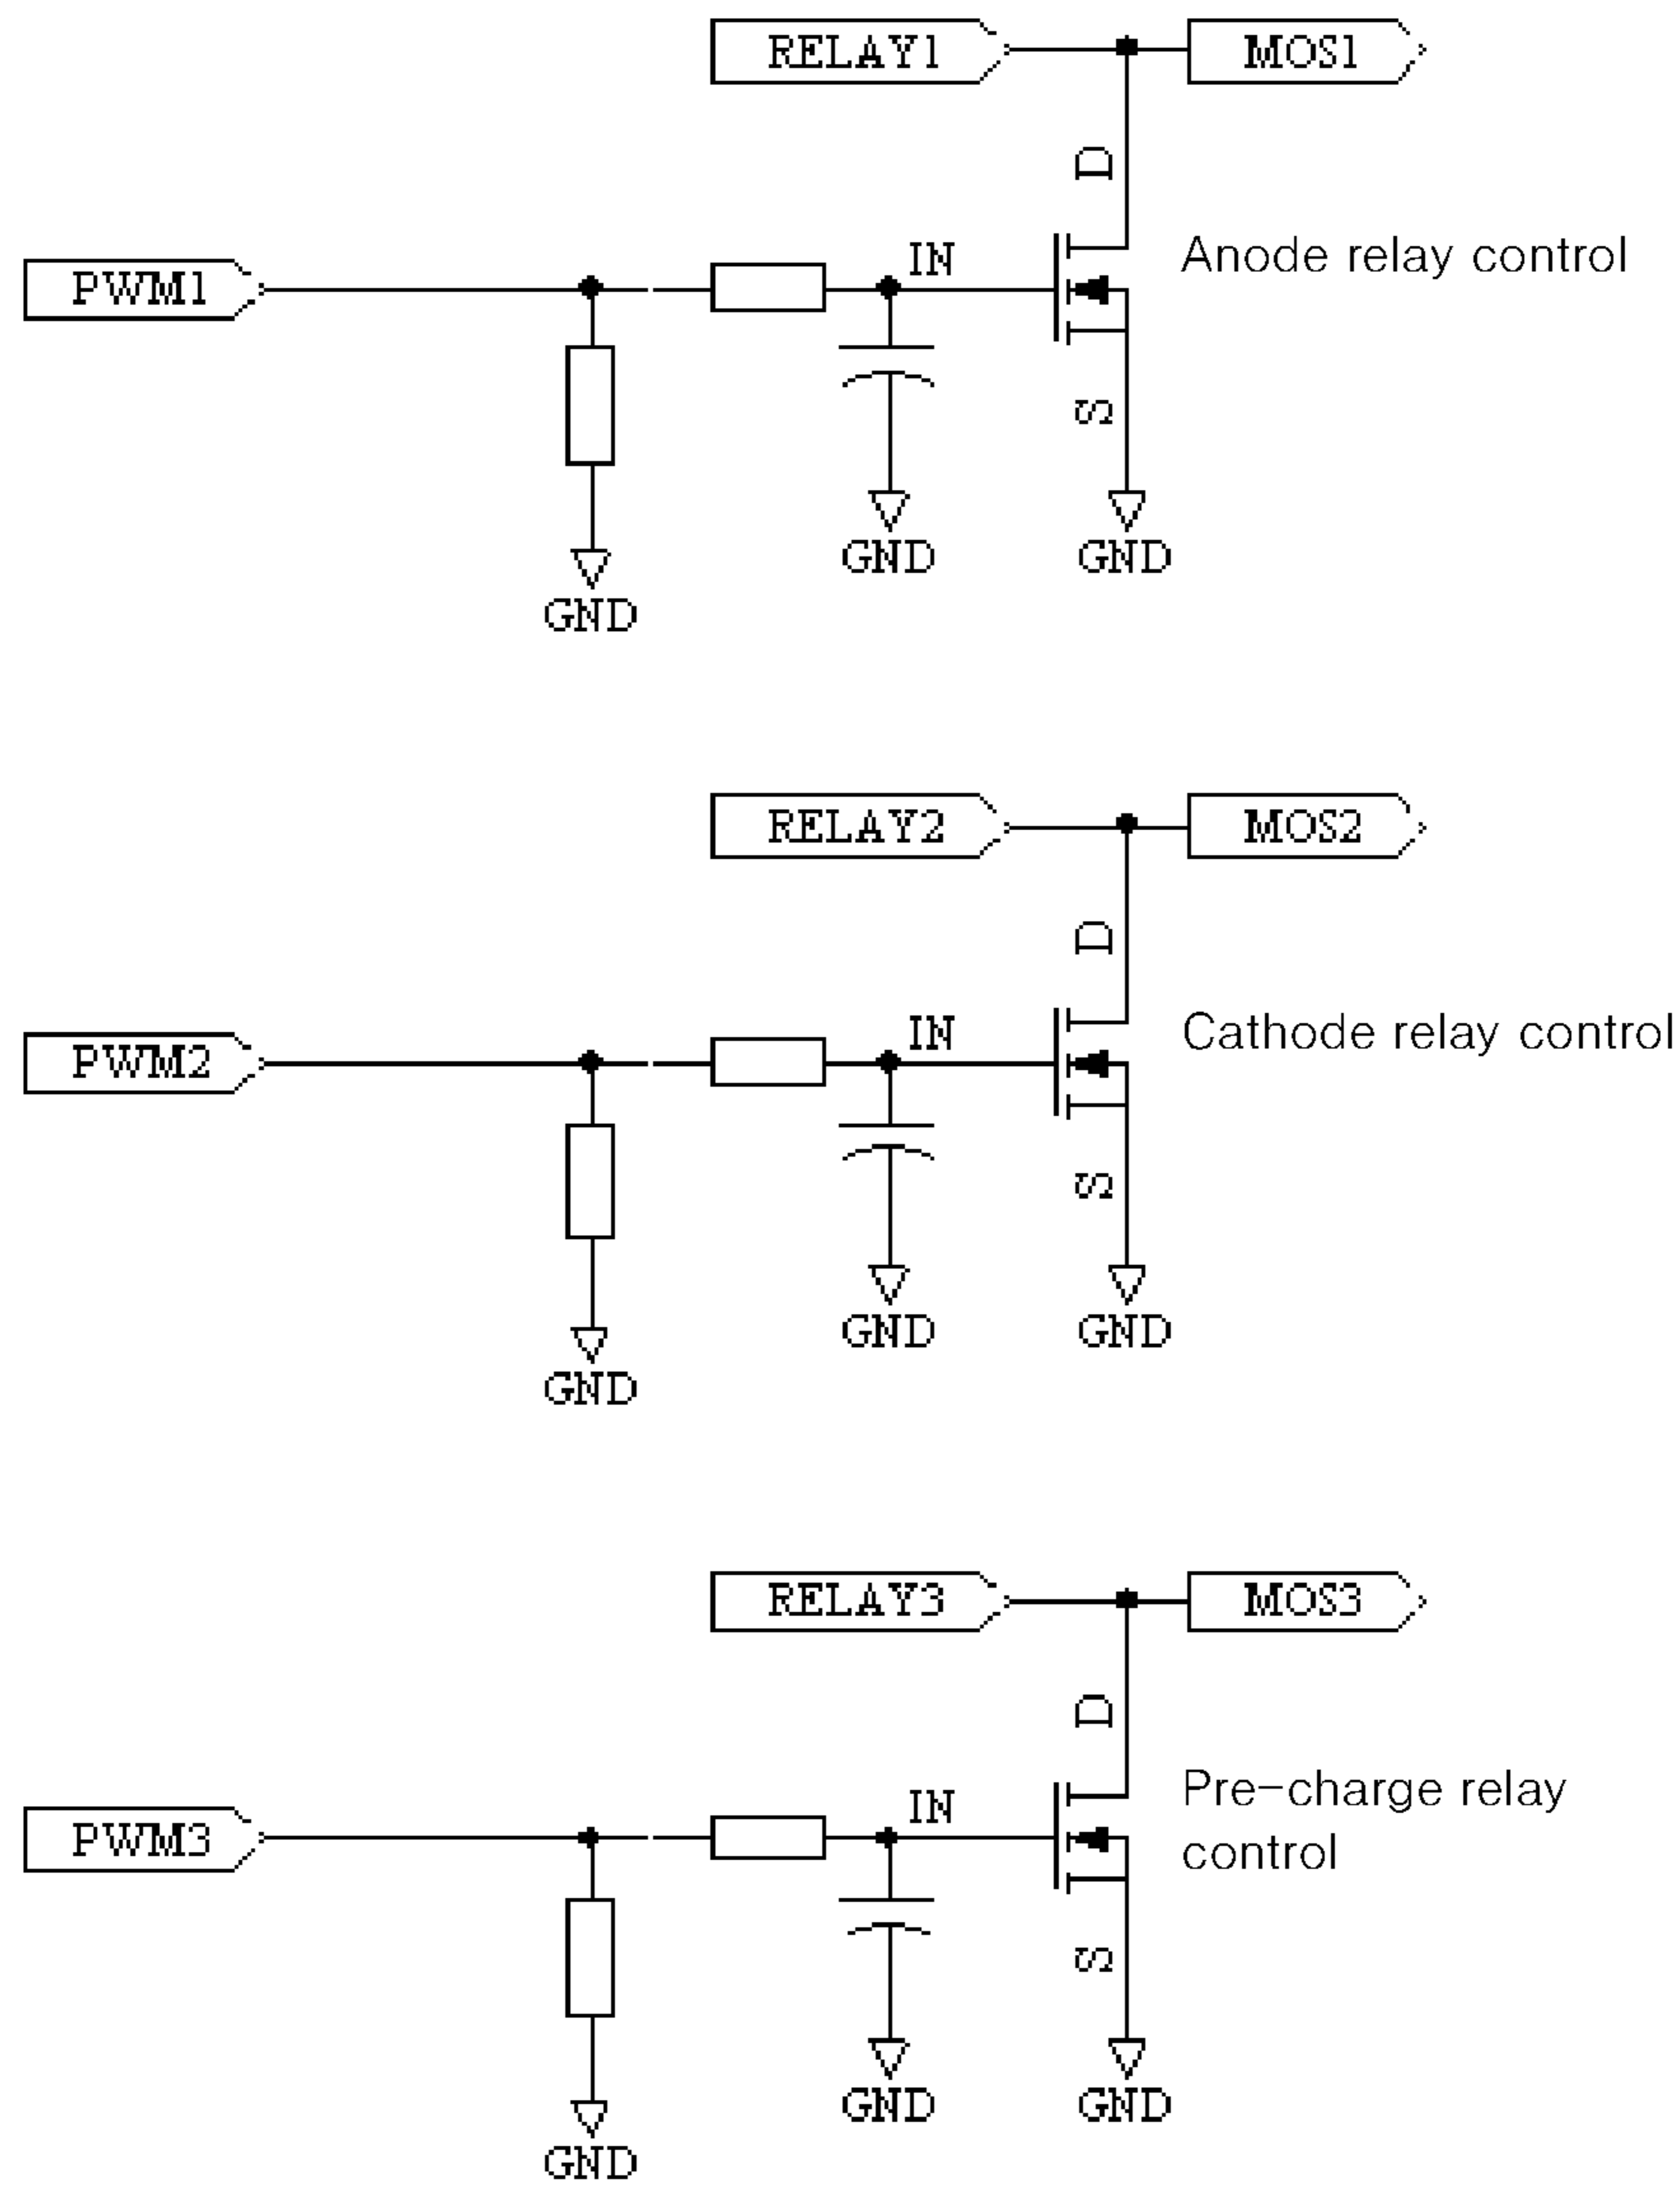 RELAY1 MOS1
D
Anode relay control
IN
PWM1
S
GND GND
GND
RELAY2 MOS2
D
Cathode relay control
IN
PWM2
S
GND GND
GND
RELAY3 MOS3
D
Pre-charge relay
control
IN
PWM3
S
GND GND
GND